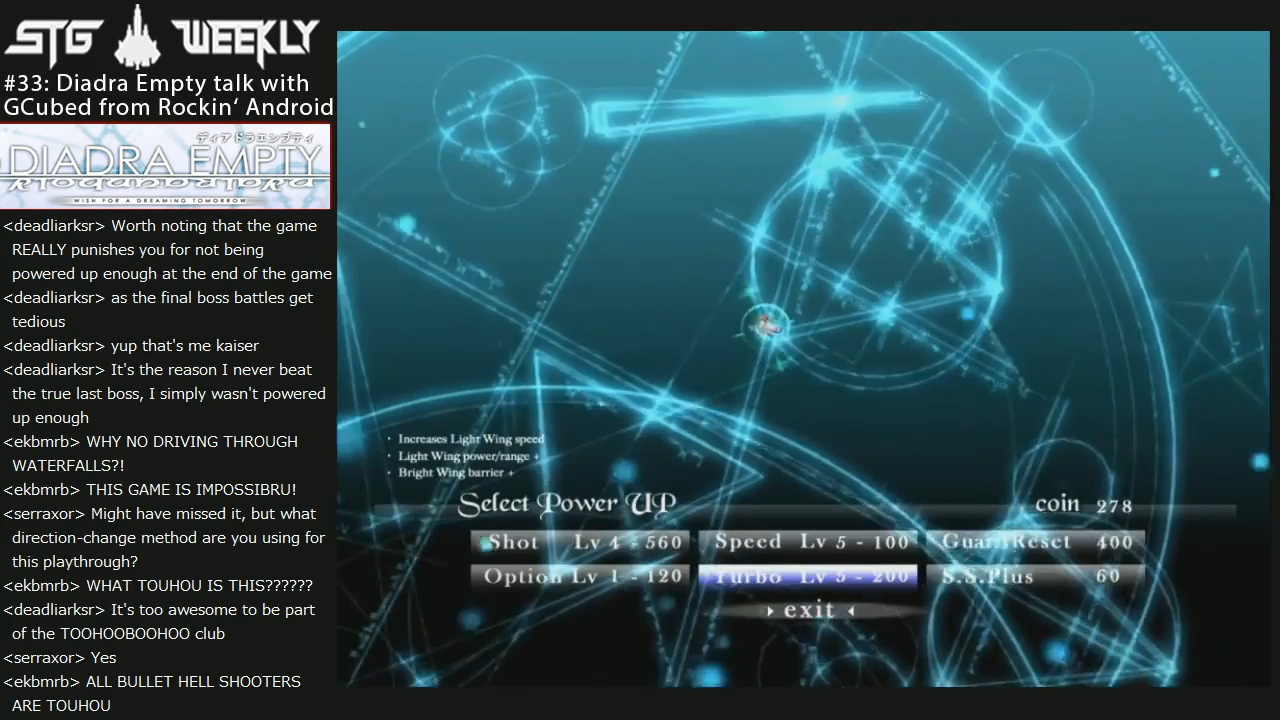 STG WEEKLY
#33: Diadra Empty talk with
GCubed from Rockin‘ Android
ディアドラエンプティ
DIADRA EMPTY
WISH FOR A DREAMING TOMORROW
<deadliarksr> Worth noting that the game
REALLY punishes you for not being
powered up enough at the end of the game
<deadliarksr> as the final boss battles get
tedious
<deadliarksr> yup that's me kaiser
<deadliarksr> It's the reason I never beat
the true last boss, I simply wasn't powered
up enough
<ekbmrb> WHY NO DRIVING THROUGH
WATERFALLS?!
<ekbmrb> THIS GAME IS IMPOSSIBRU!
<serraxor> Might have missed it, but what
direction-change method are you using for
this playthrough?
<ekbmrb> WHAT TOUHOU IS THIS??????
<deadliarksr> It's too awesome to be part
of the TOOHOOBOOHOO club
<serraxor> Yes
<ekbmrb> ALL BULLET HELL SHOOTERS
ARE TOUHOU
· Increases Light Wing speed
· Light Wing power/range +
· Bright Wing barrier +
Select Power UP
coin 278
Shot Lv 4 - 560
Speed Lv 5 - 100
GuardReset 400
Option Lv 1 - 120
Turbo Lv 5 - 200
S.S.Plus 60
exit